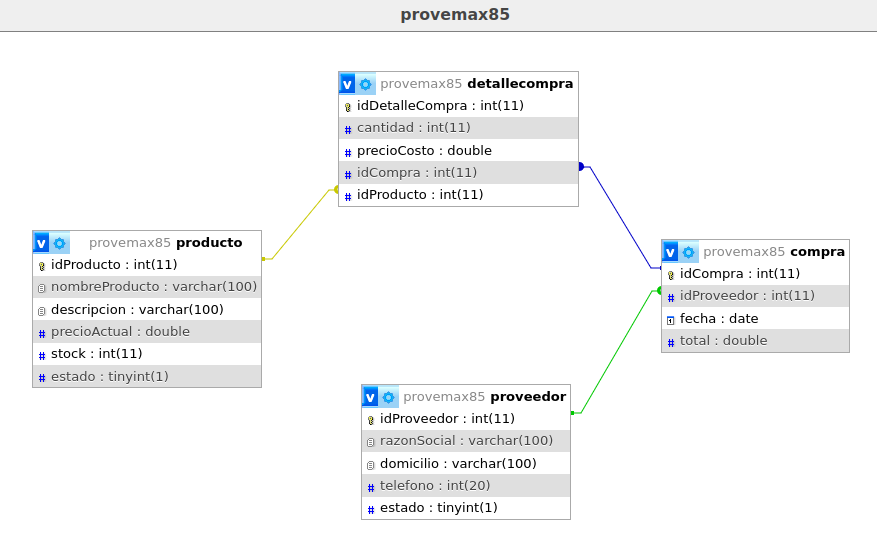 provemax85
provemax85 detallecompra
idDetalleCompra : int(11)
cantidad : int(11)
precioCosto : double
idCompra : int(11)
idProducto : int(11)
provemax85 producto
idProducto : int(11)
nombreProducto : varchar(100)
descripcion : varchar(100)
precioActual : double
stock : int(11)
estado : tinyint(1)
provemax85 compra
idCompra : int(11)
idProveedor : int(11)
fecha : date
total : double
provemax85 proveedor
idProveedor : int(11)
razonSocial : varchar(100)
domicilio : varchar(100)
telefono : int(20)
estado : tinyint(1)